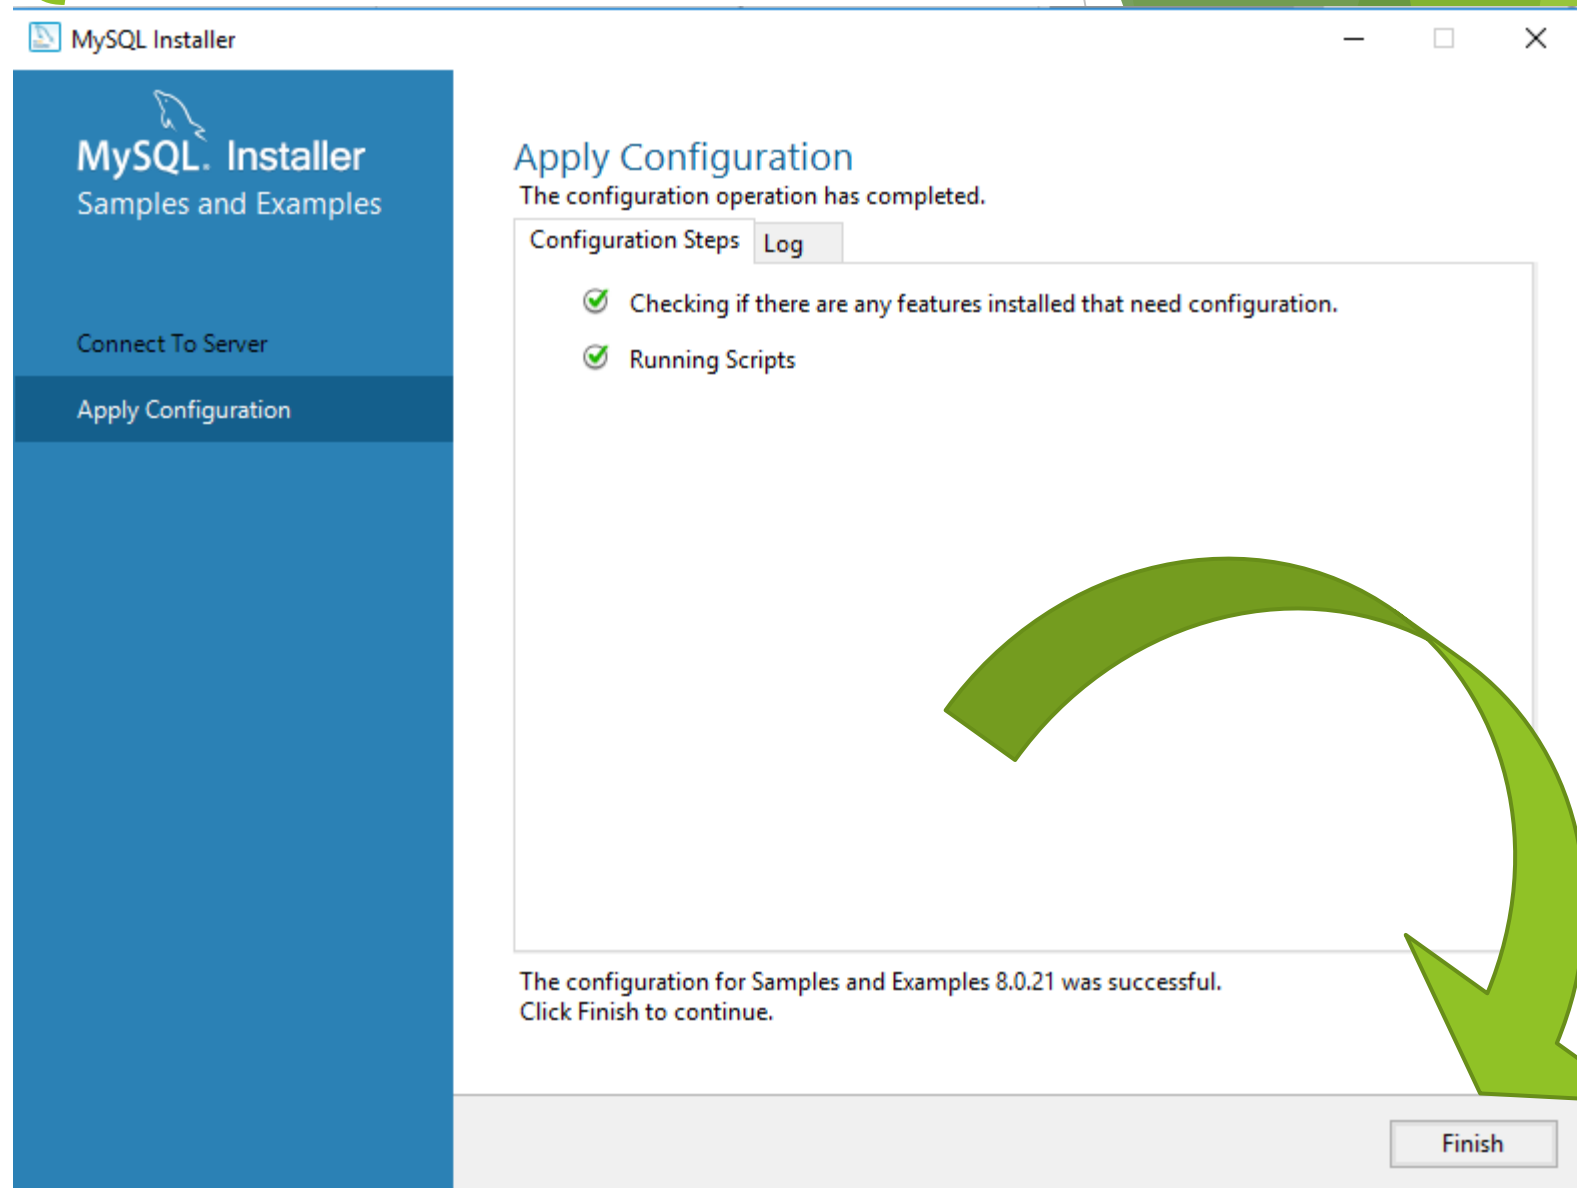 MySQL Installer
MySQL. Installer
Samples and Examples
Connect To Server
Apply Configuration
Apply Configuration
The configuration operation has completed.
Configuration Steps
Log
Checking if there are any features installed that need configuration.
Running Scripts
The configuration for Samples and Examples 8.0.21 was successful.
Click Finish to continue.
Finish